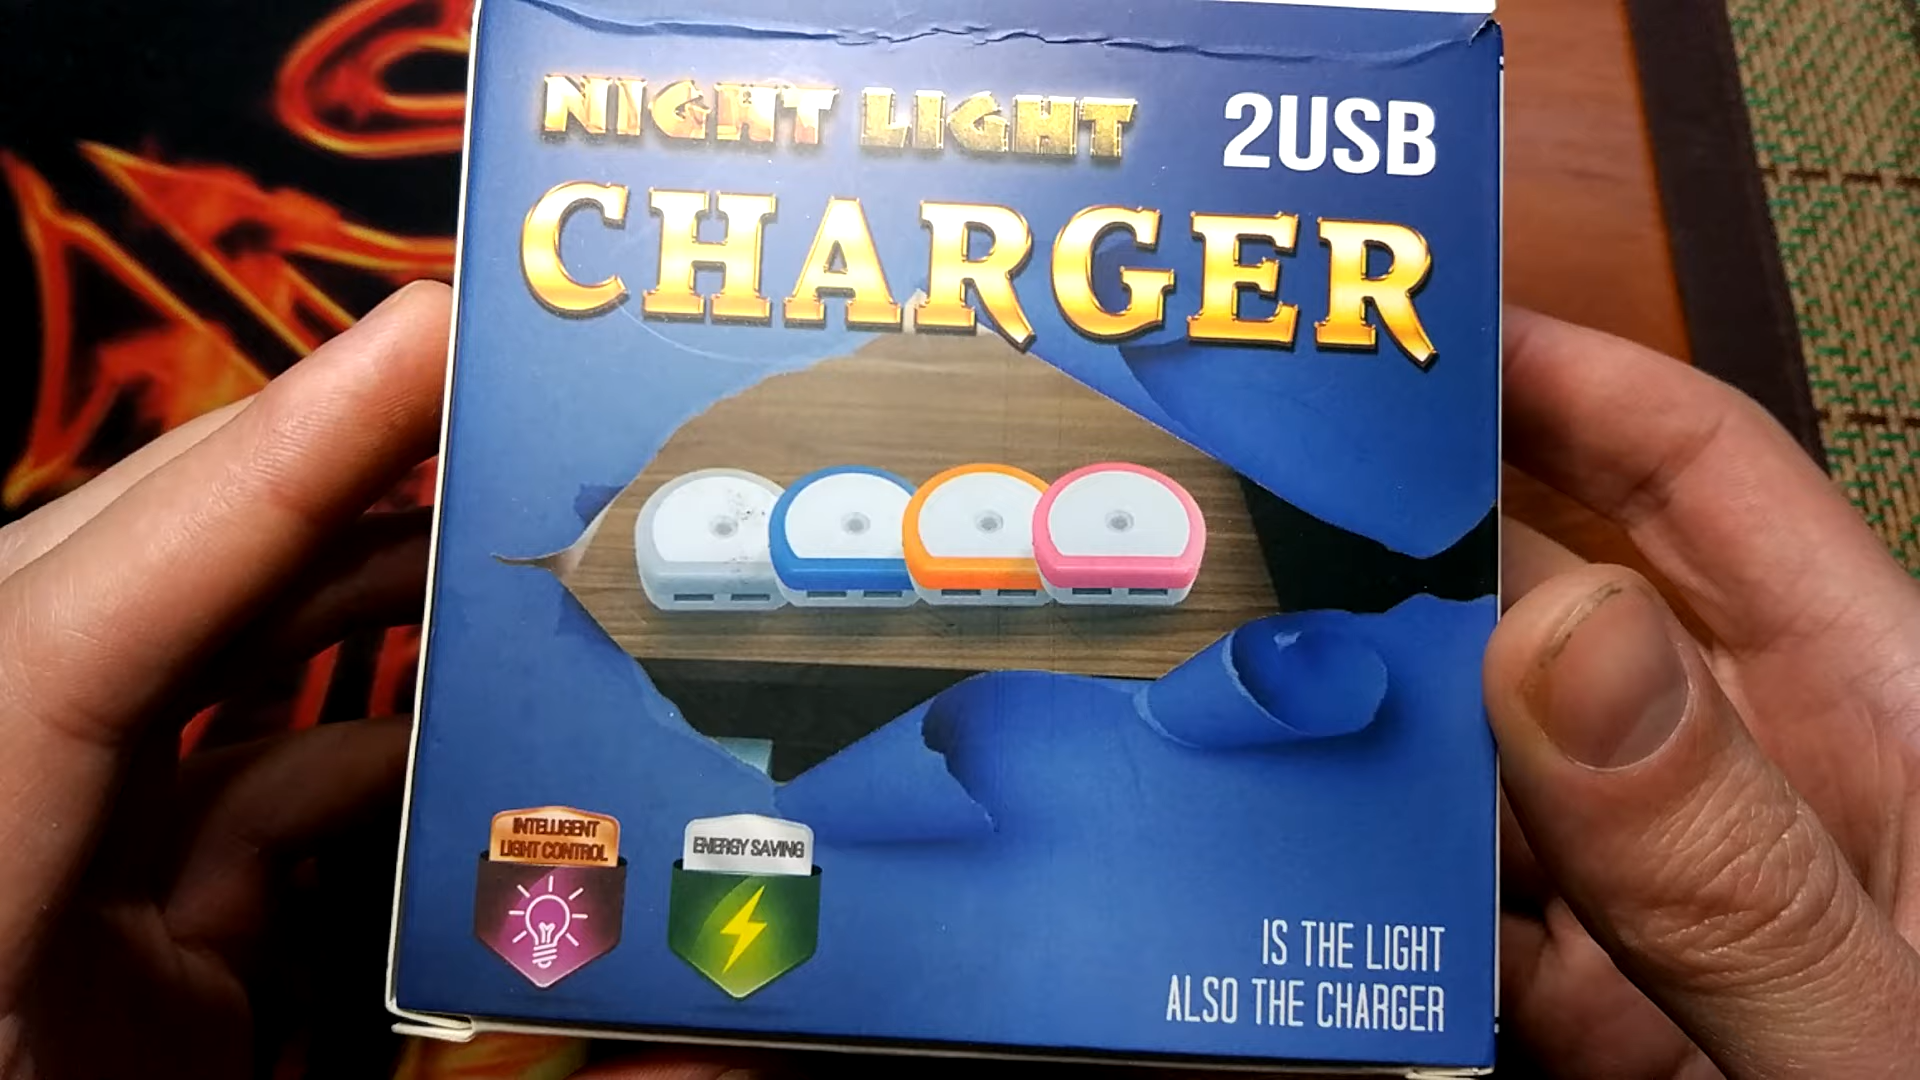 NIGHT LIGHT 2USB
CHARGER
INTELLIGENT
LIGHT CONTROL
ENERGY SAVING
IS THE LIGHT
ALSO THE CHARGER